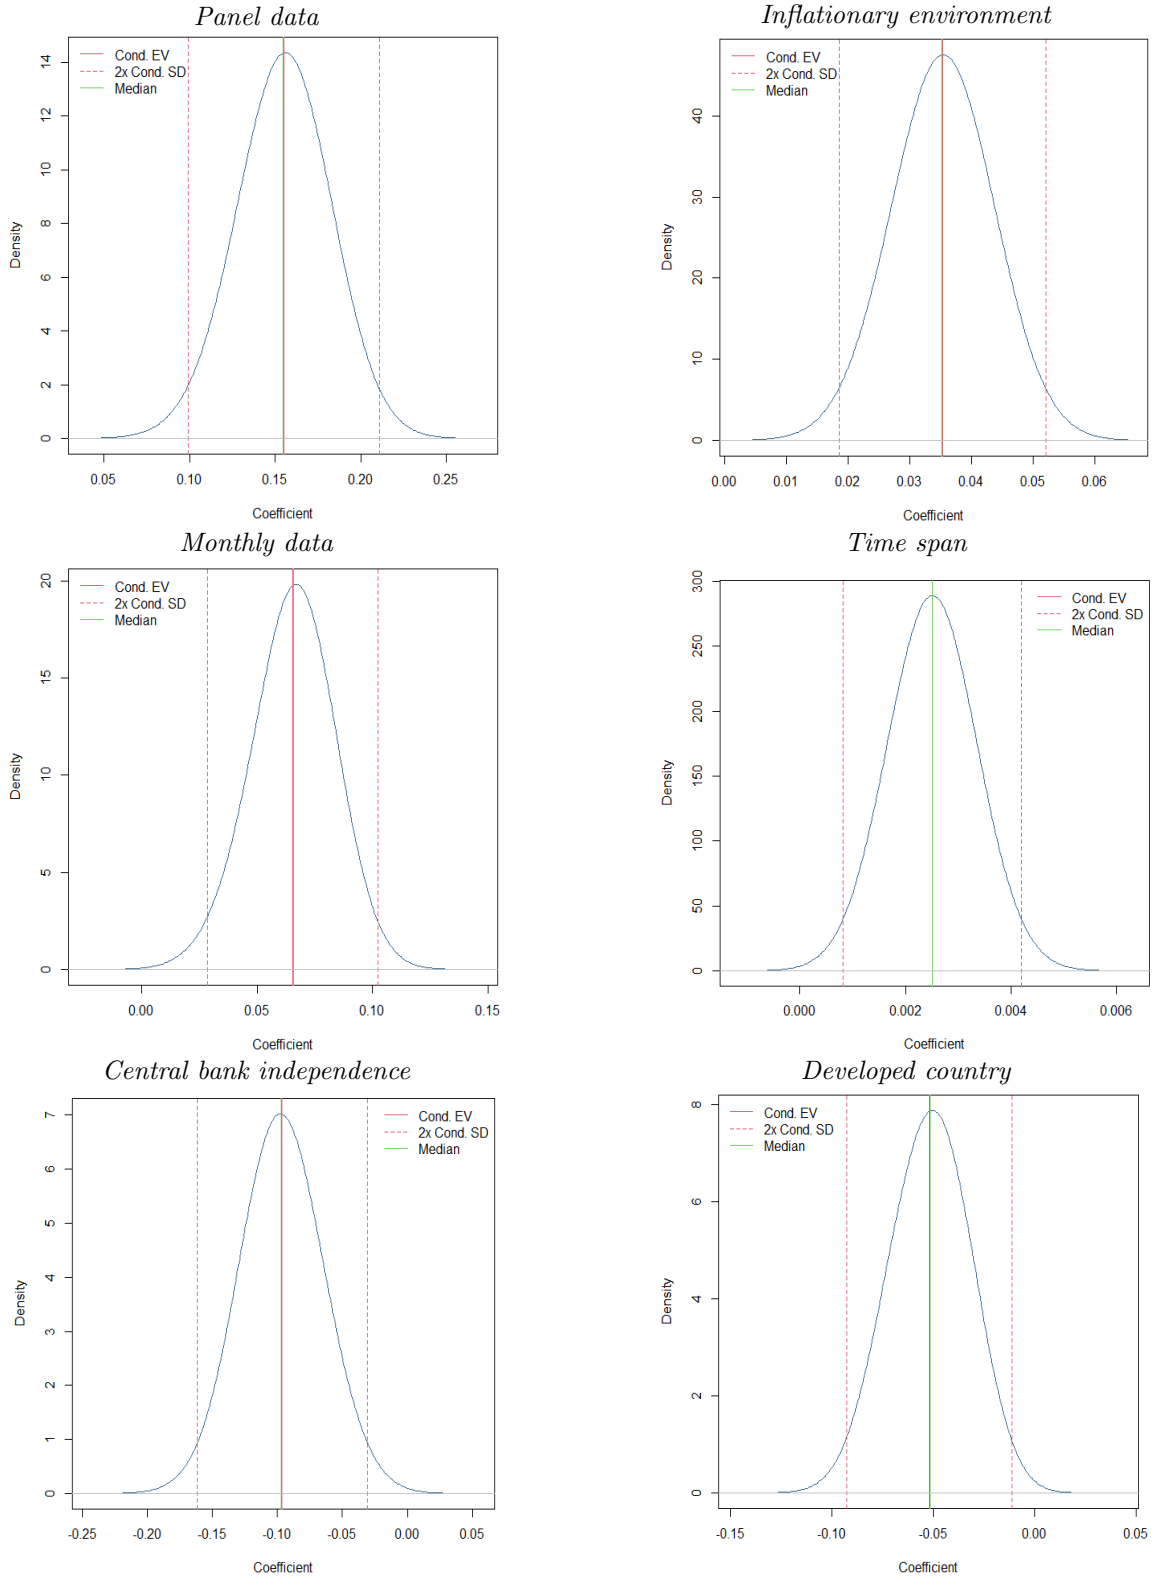 Panel data
Cond. EV
2x Cond. SD
Median
Density
14
12
10
8
6
4
2
0
0.05 0.10 0.15 0.20 0.25
Coefficient
Inflationary environment
Cond. EV
2x Cond. SD
Median
Density
40
30
20
10
0
0.00 0.01 0.02 0.03 0.04 0.05 0.06
Coefficient
Monthly data
Cond. EV
2x Cond. SD
Median
Density
20
15
10
5
0
0.00 0.05 0.10 0.15
Coefficient
Time span
Cond. EV
2x Cond. SD
Median
Density
300
250
200
150
100
50
0
0.000 0.002 0.004 0.006
Coefficient
Central bank independence
Cond. EV
2x Cond. SD
Median
Density
7
6
5
4
3
2
1
0
-0.25 -0.20 -0.15 -0.10 -0.05 0.00 0.05
Coefficient
Developed country
Cond. EV
2x Cond. SD
Median
Density
8
6
4
2
0
-0.15 -0.10 -0.05 0.00 0.05
Coefficient